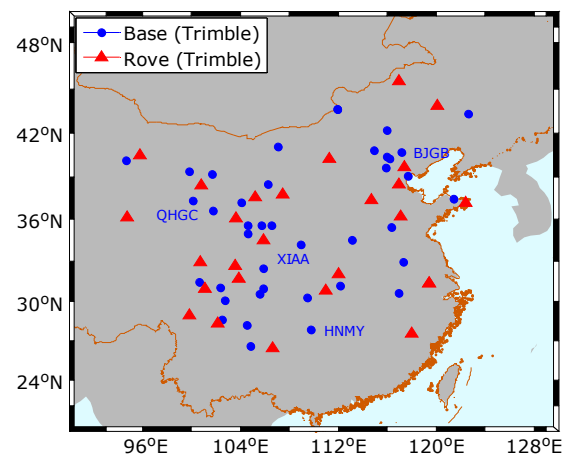 Base (Trimble)
Rove (Trimble)
48°N
42°N
36°N
30°N
24°N
BJGB
QHGC
XIAA
HNMY
96°E
104°E
112°E
120°E
128°E